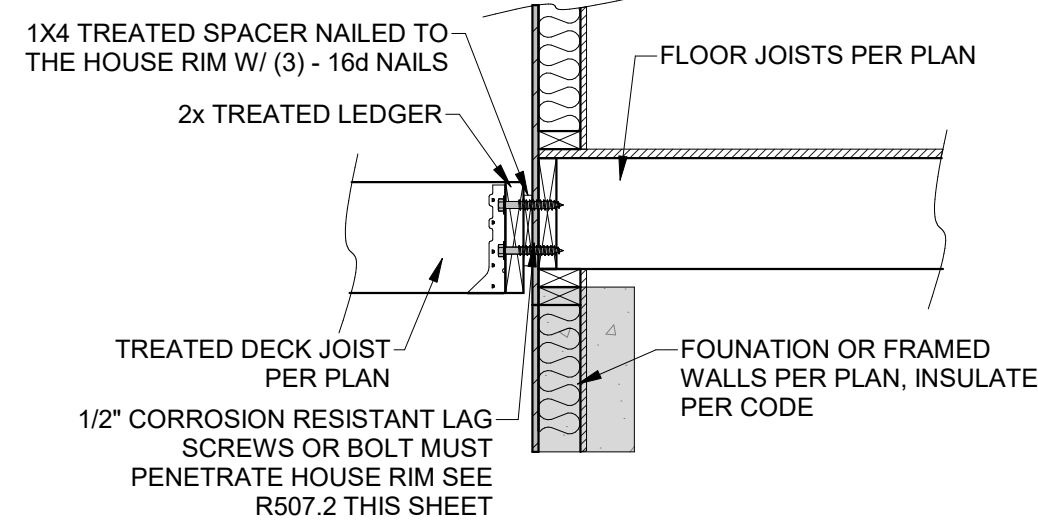 1X4 TREATED SPACER NAILED TO
THE HOUSE RIM W/ (3) - 16d NAILS
2x TREATED LEDGER
FLOOR JOISTS PER PLAN
TREATED DECK JOIST
PER PLAN
1/2" CORROSION RESISTANT LAG
SCREWS OR BOLT MUST
PENETRATE HOUSE RIM SEE
R507.2 THIS SHEET
FOUNATION OR FRAMED
WALLS PER PLAN, INSULATE
PER CODE